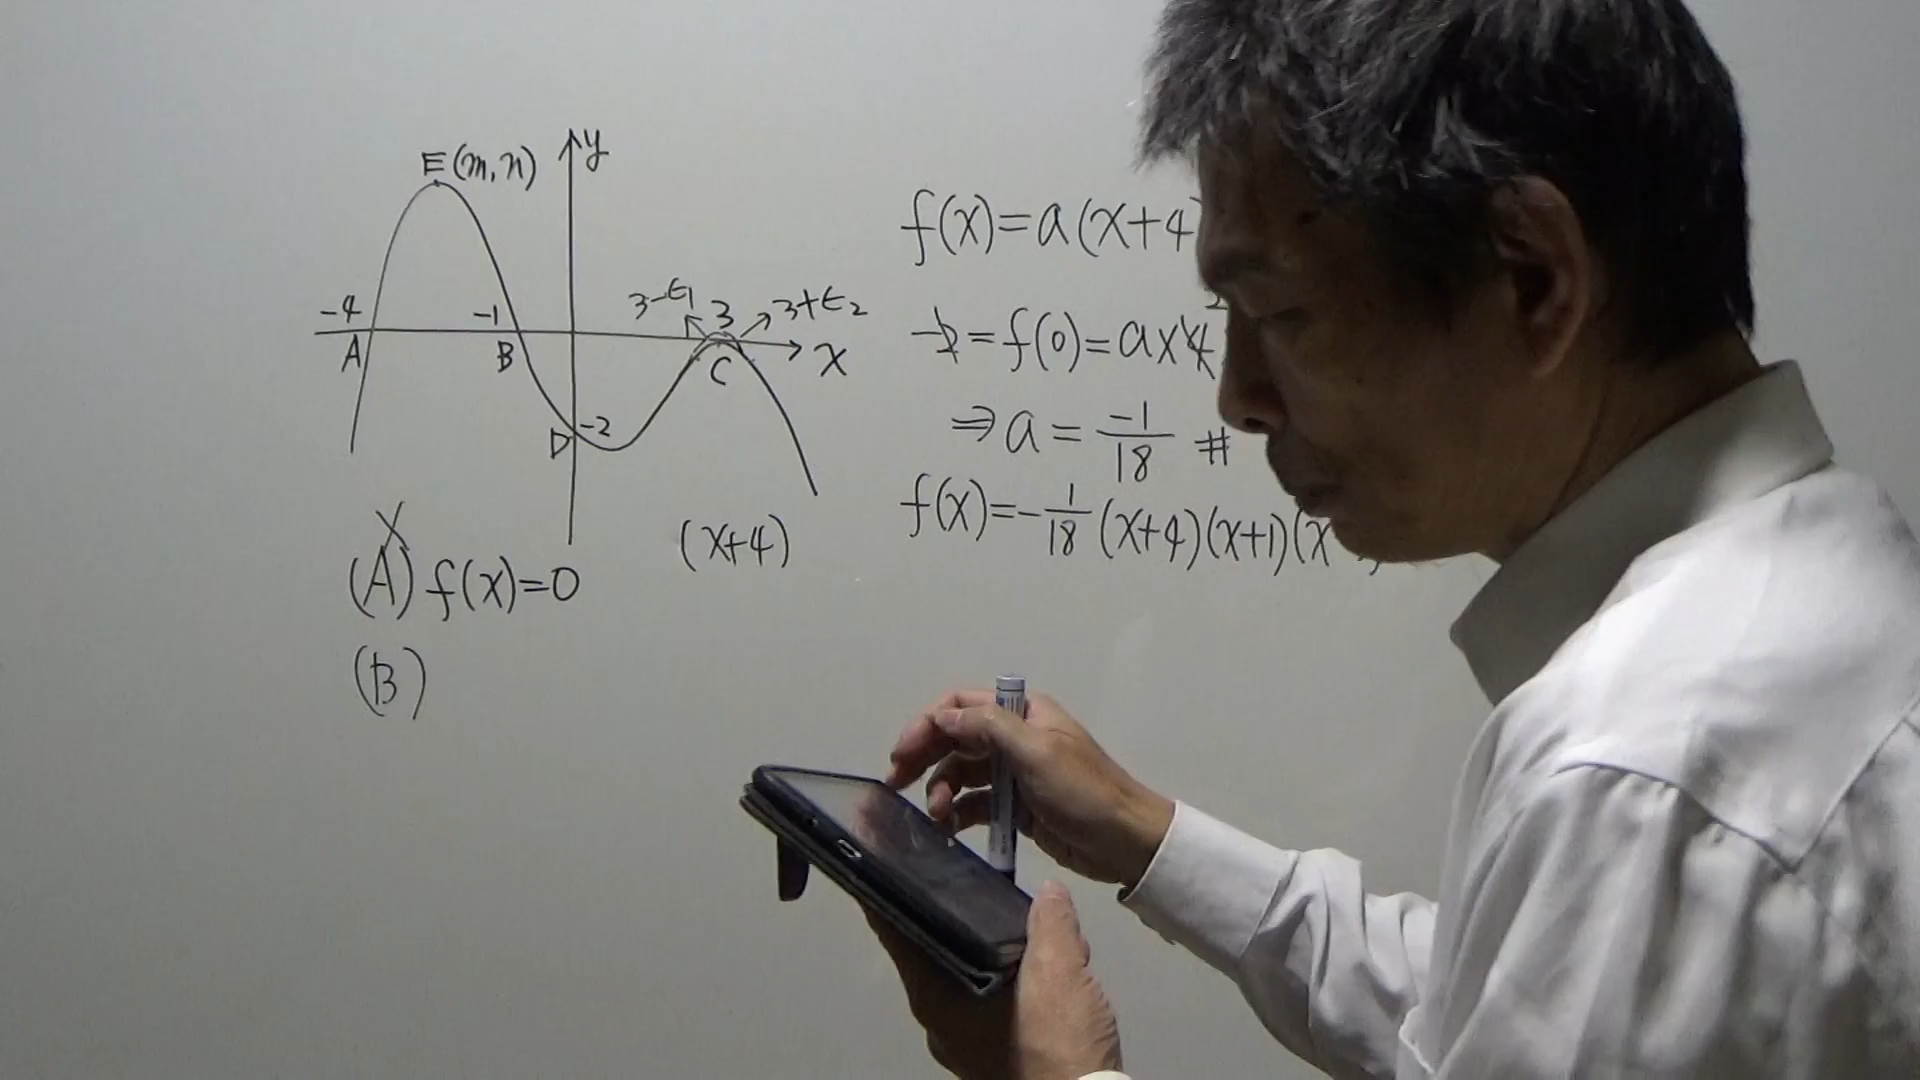 E(m,n)
y
-4
-1
3-ε₁
3
3+ε₂
A
B
C
x
D
-2
f(x)=a(x+4
-2=f(0)=a×4
⇒a=-1/18 #
f(x)=-1/18(x+4)(x+1)(x
(x+4)
(A) f(x)=0
(B)